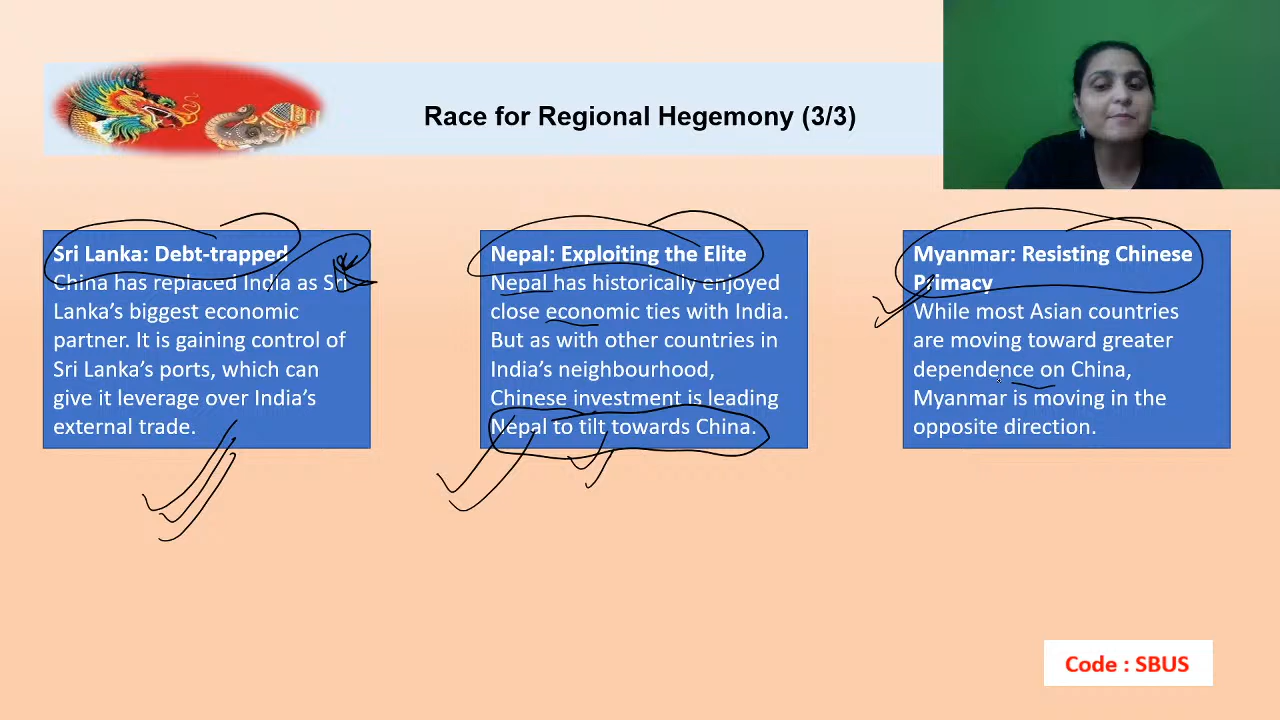 Race for Regional Hegemony (3/3)
Sri Lanka: Debt-trapped
China has replaced India as Sri
Lanka’s biggest economic
partner. It is gaining control of
Sri Lanka’s ports, which can
give it leverage over India’s
external trade.
Nepal: Exploiting the Elite
Nepal has historically enjoyed
close economic ties with India.
But as with other countries in
India’s neighbourhood,
Chinese investment is leading
Nepal to tilt towards China.
Myanmar: Resisting Chinese
Primacy
While most Asian countries
are moving toward greater
dependence on China,
Myanmar is moving in the
opposite direction.
Code : SBUS